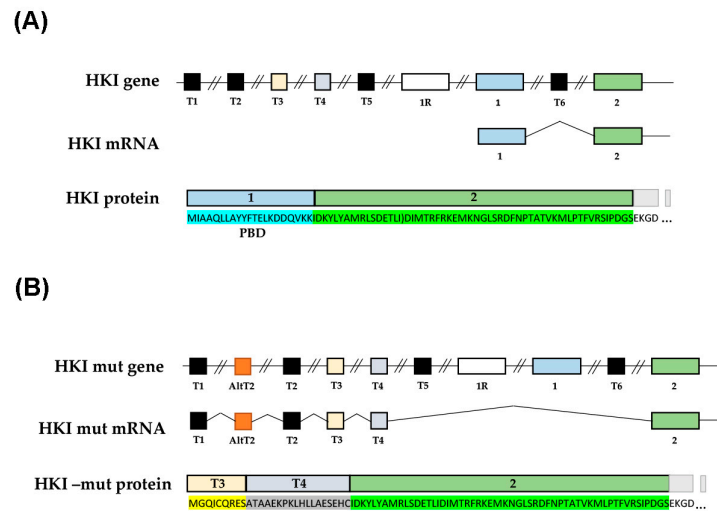 (A)
HKI gene
T1 T2 T3 T4 T5 1R 1 T6 2
HKI mRNA
1 2
HKI protein
1 2
MIAAQLLAYYFTELKDDQVKKIDKYLYAMRLSDETLI)DIMTRFRKEMKNGLSRDFNPTATVKMLPTFVRSIPDGSEKGD ...
PBD
(B)
HKI mut gene
T1 AltT2 T2 T3 T4 T5 1R 1 T6 2
HKI mut mRNA
T1 AltT2 T2 T3 T4 2
HKI –mut protein
T3 T4 2
MGQICQRESATAAEKPKLHLLAESEHCIDKYLYAMRLSDETLIDIMTRFRKEMKNGLSRDFNPTATVKMLPTFVRSIPDGSEKGD...